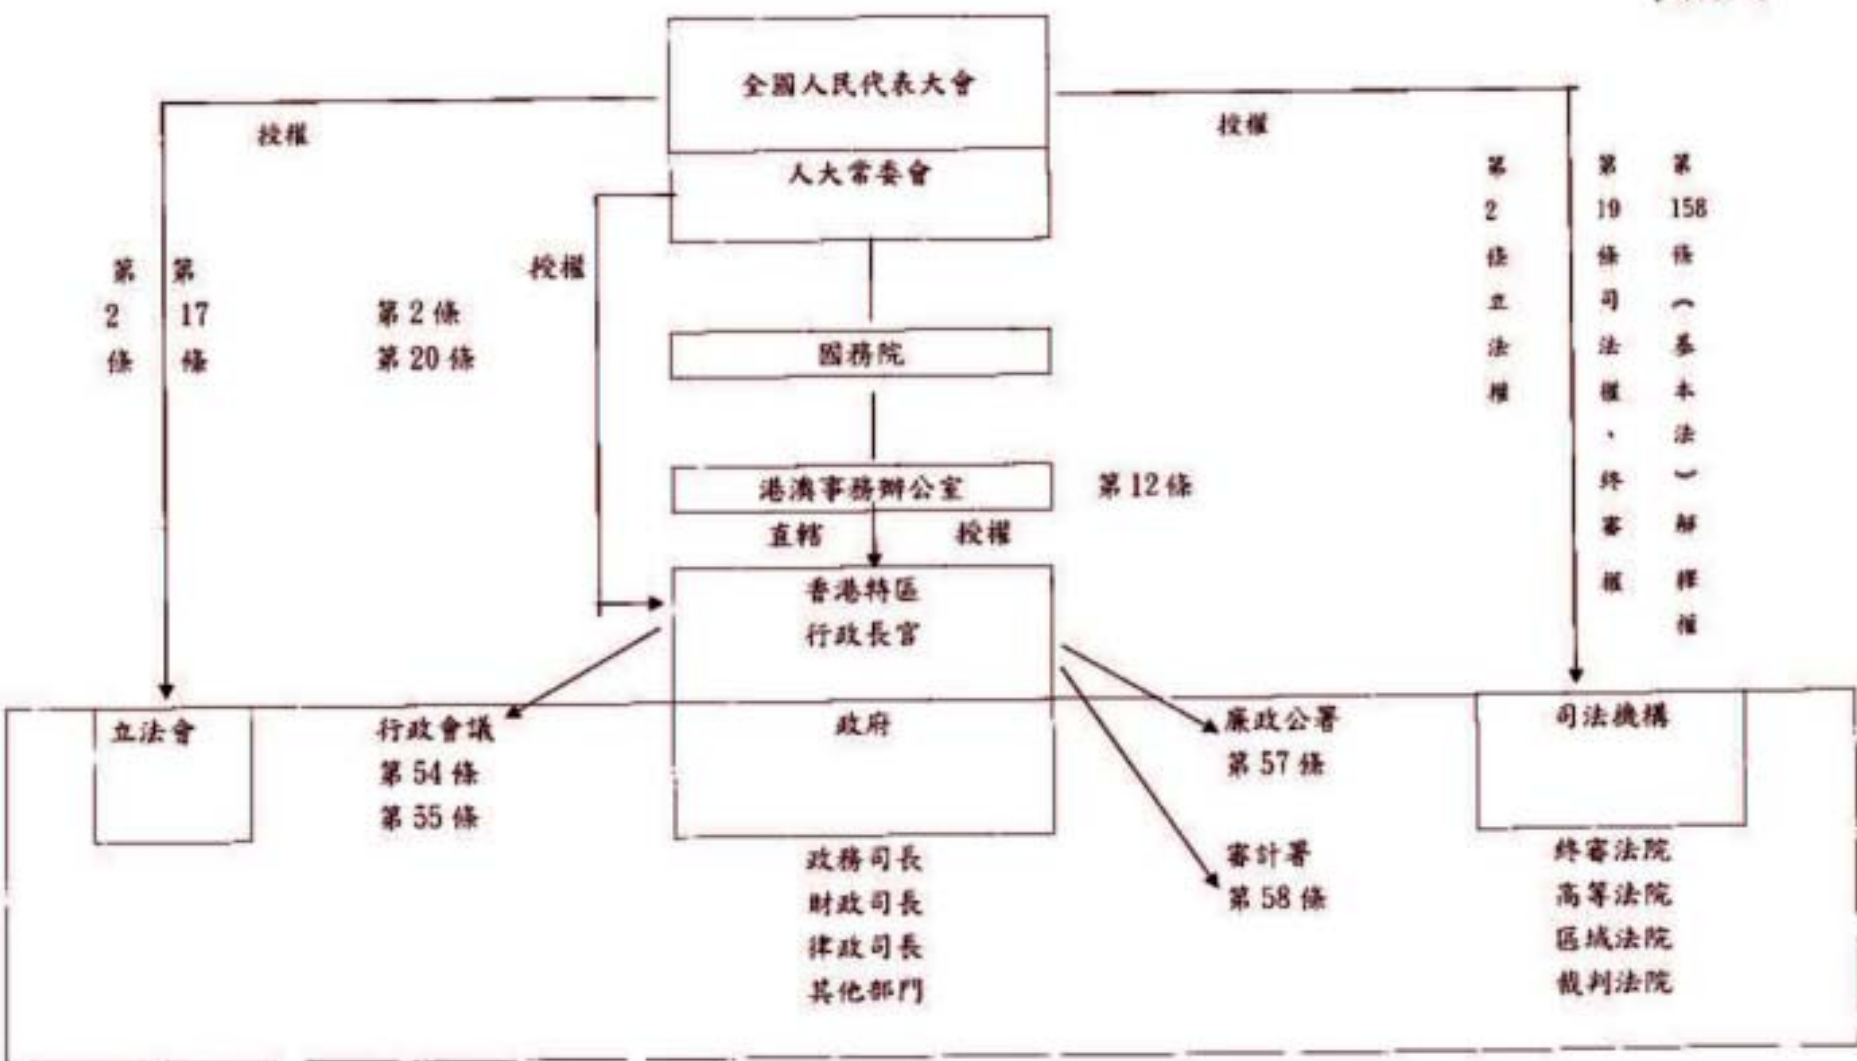 全國人民代表大會
授權
授權
人大常委會
第2條立法權
第19條司法權、終審權
第158條(基本法)解釋權
授權
第2條
第17條
第2條
第20條
國務院
港澳事務辦公室
第12條
直轄
授權
香港特區
行政長官
立法會
行政會議
第54條
第55條
政府
廉政公署
第57條
司法機構
政務司長
財政司長
律政司長
其他部門
審計署
第58條
終審法院
高等法院
區域法院
裁判法院